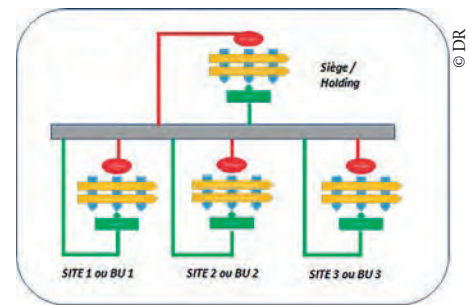 © DR
Siège /
Holding
SITE 1 ou BU 1
SITE 2 ou BU 2
SITE 3 ou BU 3